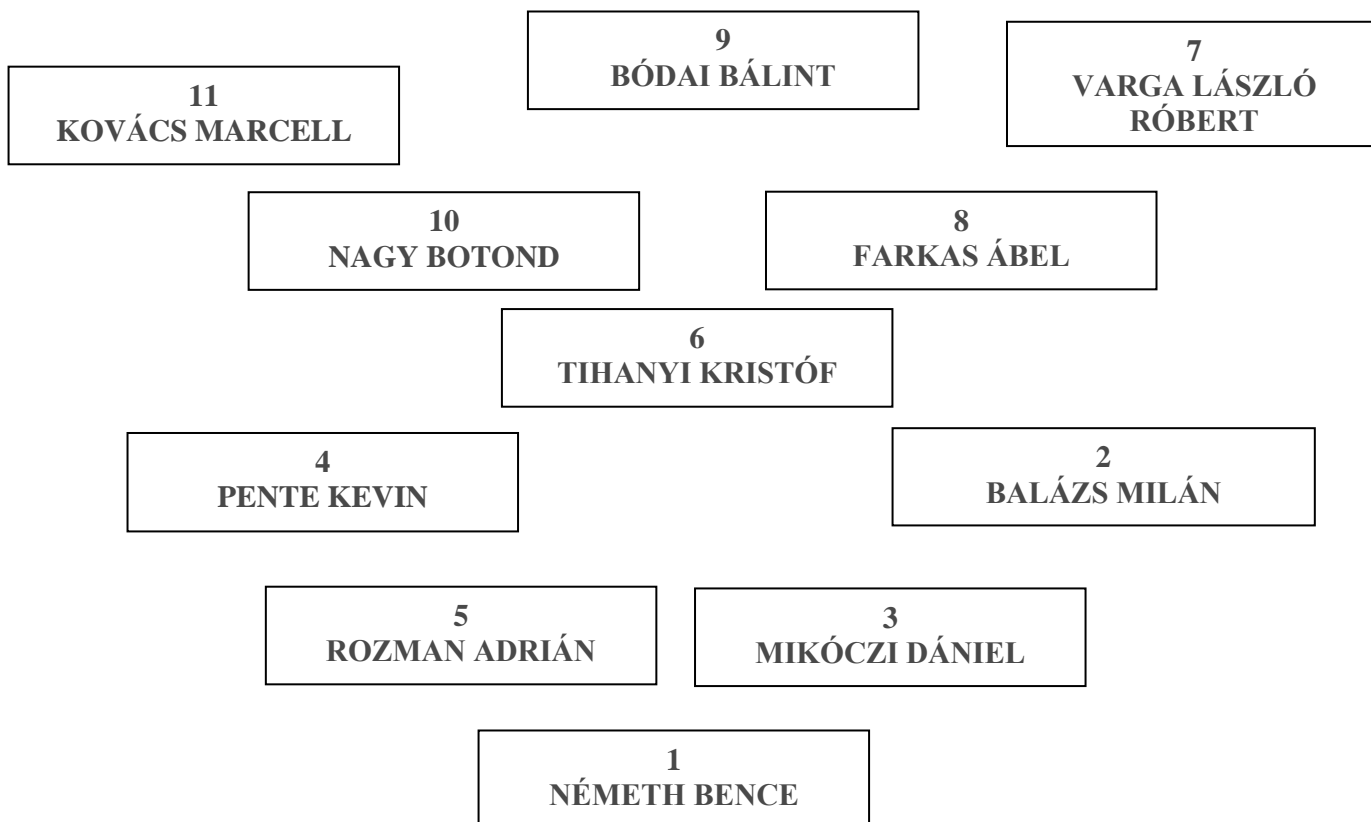 9
BÓDAI BÁLINT
7
VARGA LÁSZLÓ
RÓBERT
11
KOVÁCS MARCELL
10
NAGY BOTOND
8
FARKAS ÁBEL
6
TIHANYI KRISTÓF
4
PENTE KEVIN
2
BALÁZS MILÁN
5
ROZMAN ADRIÁN
3
MIKÓCZI DÁNIEL
1
NÉMETH BENCE